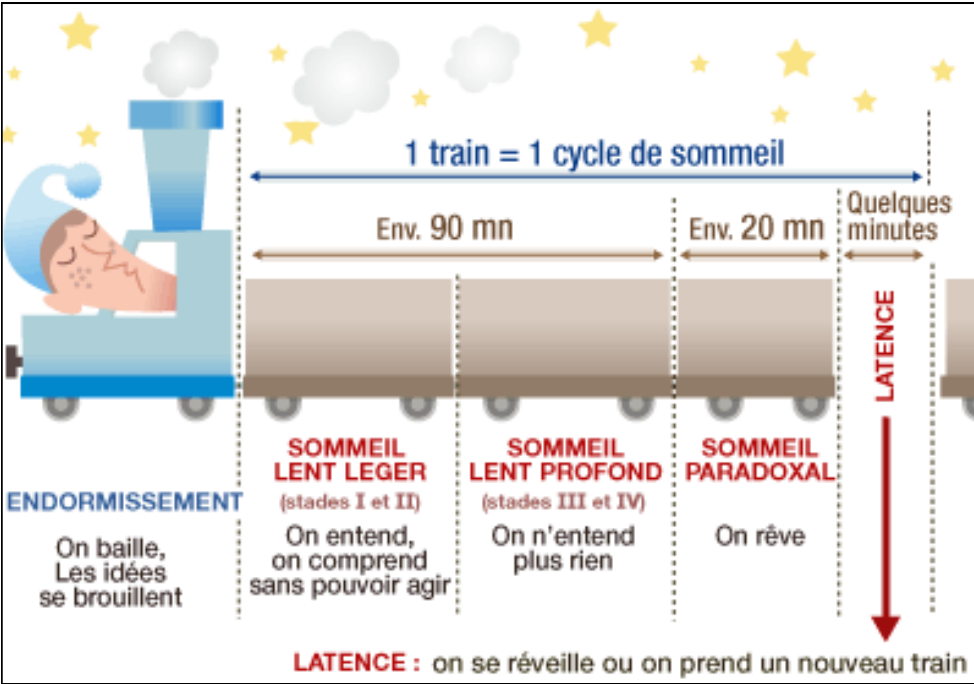 1 train = 1 cycle de sommeil
Env. 90 mn
Env. 20 mn
Quelques
minutes
LATENCE
ENDORMISSEMENT
On baille,
Les idées
se brouillent
SOMMEIL
LENT LEGER
(stades I et II)
On entend,
on comprend
sans pouvoir agir
SOMMEIL
LENT PROFOND
(stades III et IV)
On n'entend
plus rien
SOMMEIL
PARADOXAL
On rêve
LATENCE : on se réveille ou on prend un nouveau train